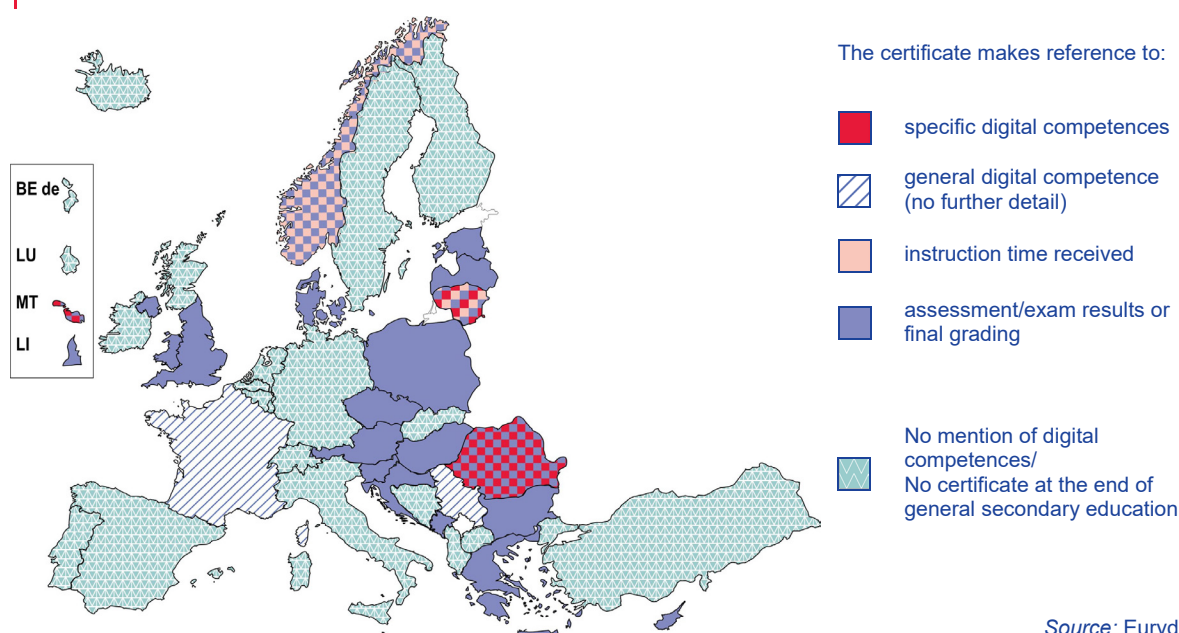 The certificate makes reference to:
specific digital competences
general digital competence
(no further detail)
instruction time received
assessment/exam results or
final grading
No mention of digital
competences/
No certificate at the end of
general secondary education
BE de
LU
MT
LI
Source: Euryd